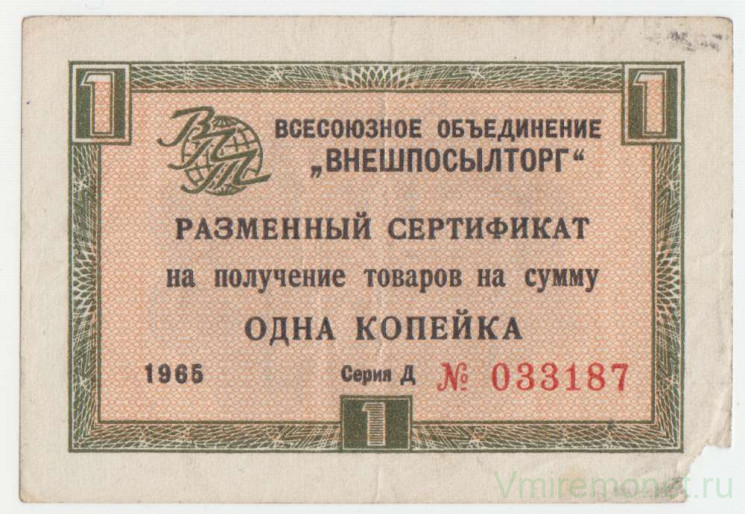 1 1
ВПТ
ВСЕСОЮЗНОЕ ОБЪЕДИНЕНИЕ
„ВНЕШПОСЫЛТОРГ“
РАЗМЕННЫЙ СЕРТИФИКАТ
на получение товаров на сумму
ОДНА КОПЕЙКА
1965 Серия Д № 033187
1
Vmiremonet.ru